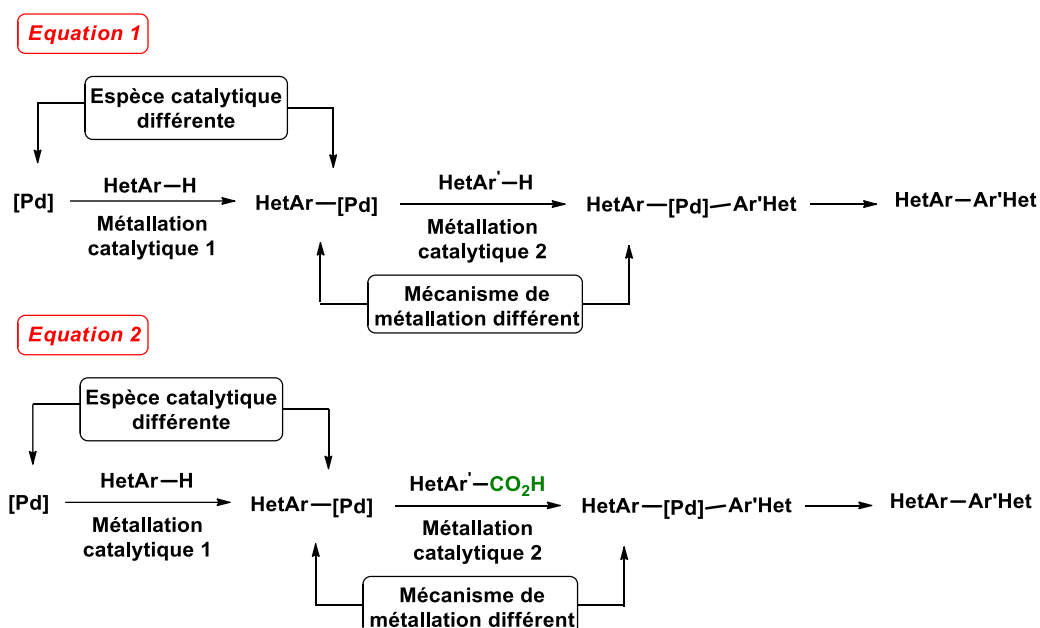 Equation 1
Espèce catalytique
différente
[Pd]
HetAr—H
Métallation
catalytique 1
HetAr—[Pd]
HetAr'—H
Métallation
catalytique 2
HetAr—[Pd]—Ar'Het
HetAr—Ar'Het
Mécanisme de
métallation différent
Equation 2
Espèce catalytique
différente
[Pd]
HetAr—H
Métallation
catalytique 1
HetAr—[Pd]
HetAr'—CO₂H
Métallation
catalytique 2
HetAr—[Pd]—Ar'Het
HetAr—Ar'Het
Mécanisme de
métallation différent